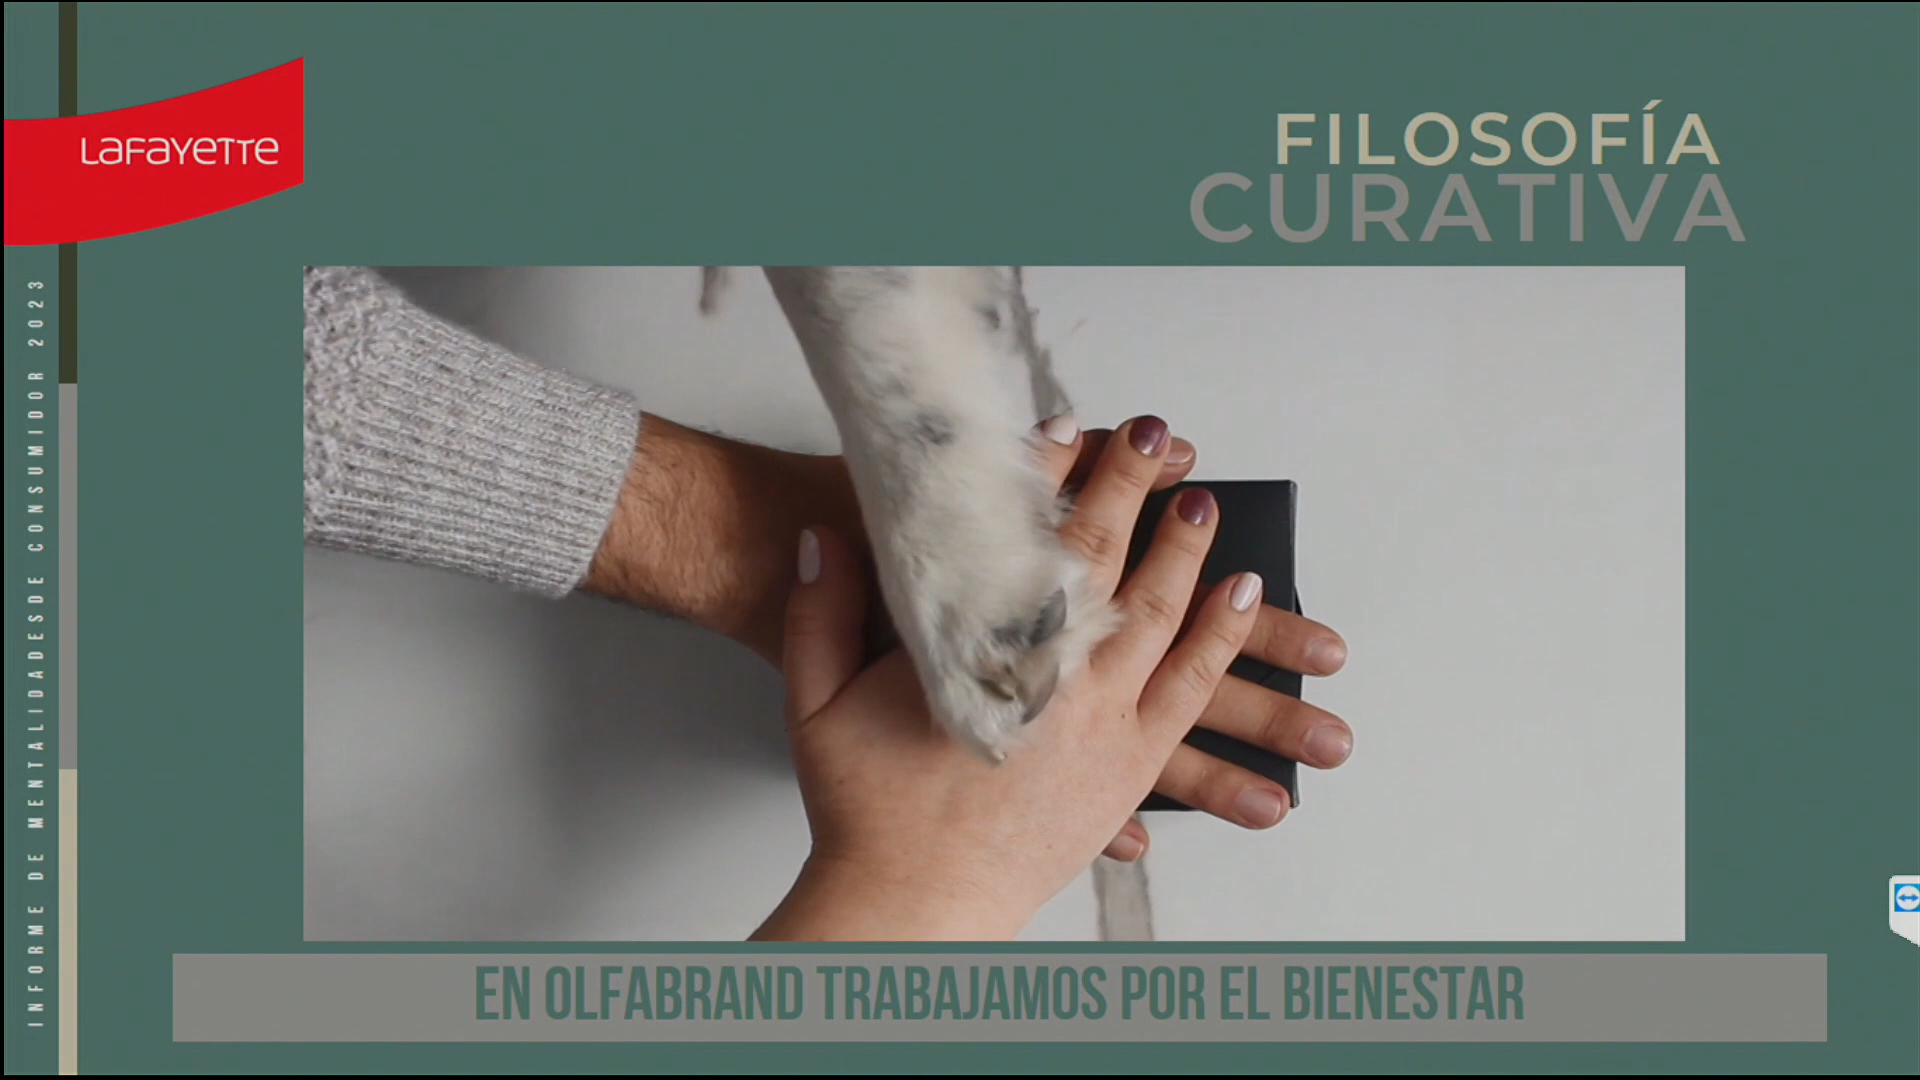 LAFAYETTE
FILOSOFÍA
CURATIVA
INFORME DE MENTALIDADESDE CONSUMIDOR 2023
EN OLFABRAND TRABAJAMOS POR EL BIENESTAR